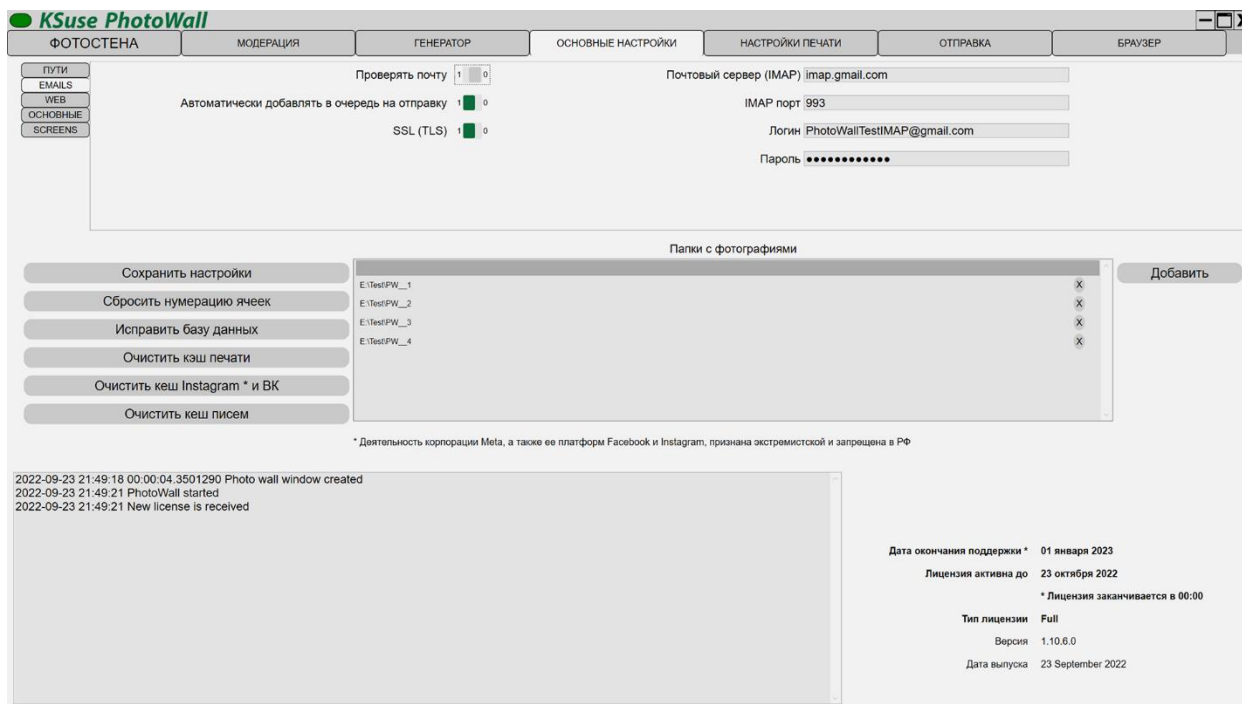 KSuse PhotoWall
ФОТОСТЕНА МОДЕРАЦИЯ ГЕНЕРАТОР ОСНОВНЫЕ НАСТРОЙКИ НАСТРОЙКИ ПЕЧАТИ ОТПРАВКА БРАУЗЕР
ПУТИ
EMAILS
WEB
ОСНОВНЫЕ
SCREENS
Проверять почту 1 0
Автоматически добавлять в очередь на отправку 1 0
SSL (TLS) 1 0
Почтовый сервер (IMAP) imap.gmail.com
IMAP порт 993
Логин PhotoWallTestIMAP@gmail.com
Пароль ●●●●●●●●●●●●
Папки с фотографиями
Сохранить настройки
Сбросить нумерацию ячеек
Исправить базу данных
Очистить кэш печати
Очистить кеш Instagram * и ВК
Очистить кеш писем
E:\Test\PW__1 X
E:\Test\PW__2 X
E:\Test\PW__3 X
E:\Test\PW__4 X
Добавить
* Деятельность корпорации Meta, а также ее платформ Facebook и Instagram, признана экстремистской и запрещена в РФ
2022-09-23 21:49:18 00:00:04.3501290 Photo wall window created
2022-09-23 21:49:21 PhotoWall started
2022-09-23 21:49:21 New license is received
Дата окончания поддержки * 01 января 2023
Лицензия активна до 23 октября 2022
* Лицензия заканчивается в 00:00
Тип лицензии Full
Версия 1.10.6.0
Дата выпуска 23 September 2022